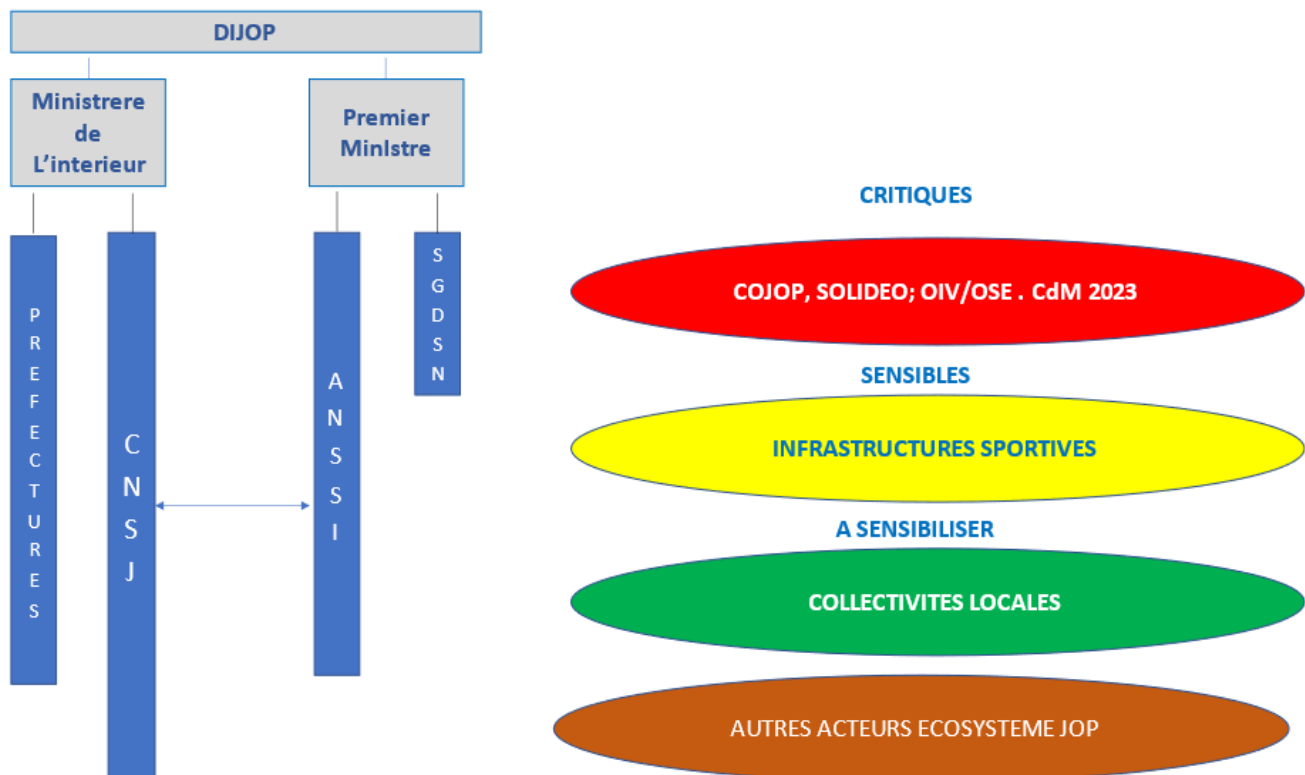 DIJOP
Ministrere
de
L’interieur
Premier
MinIstre
PREFECTURES
CNSJ
ANSSI
SGDSN
CRITIQUES
COJOP, SOLIDEO; OIV/OSE . CdM 2023
SENSIBLES
INFRASTRUCTURES SPORTIVES
A SENSIBILISER
COLLECTIVITES LOCALES
AUTRES ACTEURS ECOSYSTEME JOP